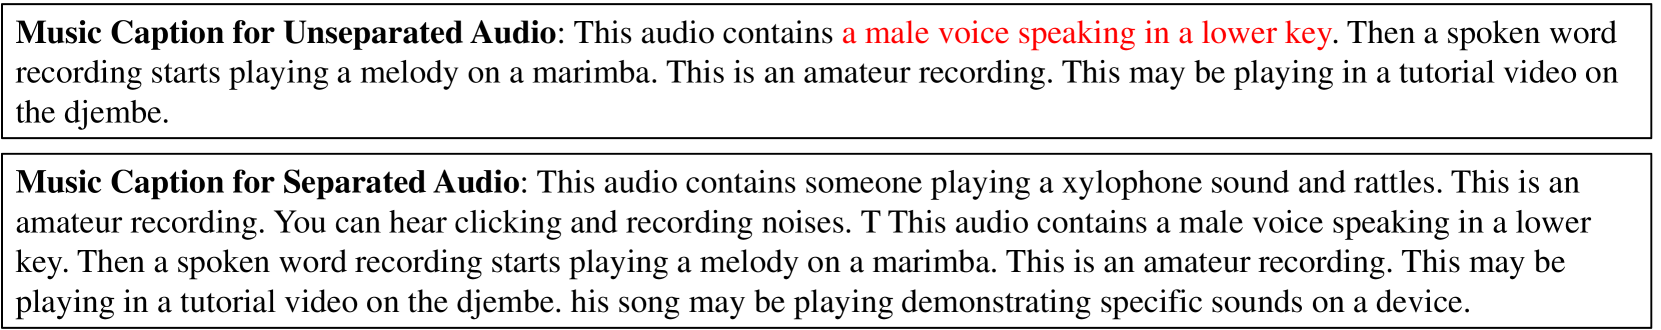 Music Caption for Unseparated Audio: This audio contains a male voice speaking in a lower key. Then a spoken word
recording starts playing a melody on a marimba. This is an amateur recording. This may be playing in a tutorial video on
the djembe.
Music Caption for Separated Audio: This audio contains someone playing a xylophone sound and rattles. This is an
amateur recording. You can hear clicking and recording noises. T This audio contains a male voice speaking in a lower
key. Then a spoken word recording starts playing a melody on a marimba. This is an amateur recording. This may be
playing in a tutorial video on the djembe. his song may be playing demonstrating specific sounds on a device.